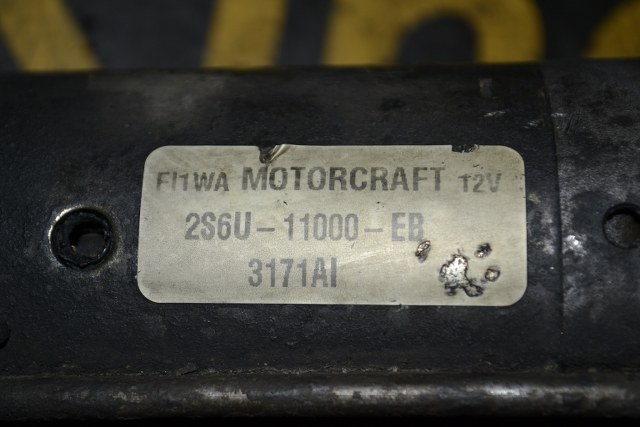 FI1WA MOTORCRAFT 12V
2S6U-11000-EB
3171AI